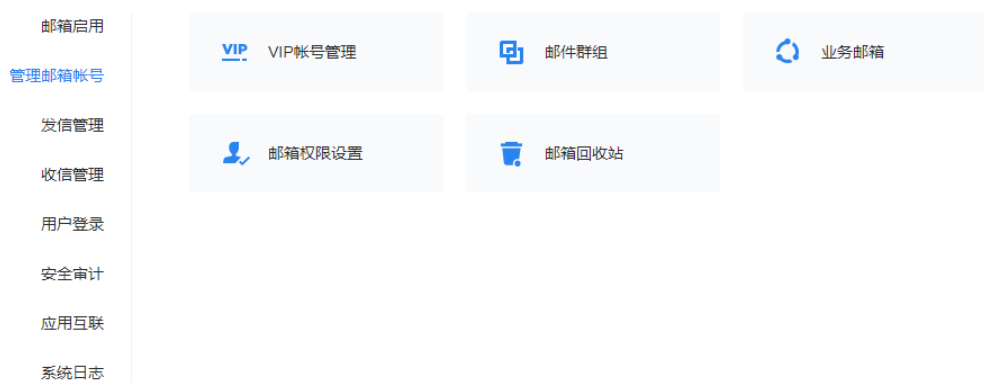 邮箱启用
管理邮箱帐号
发信管理
收信管理
用户登录
安全审计
应用互联
系统日志
VIP VIP帐号管理
邮件群组
业务邮箱
邮箱权限设置
邮箱回收站